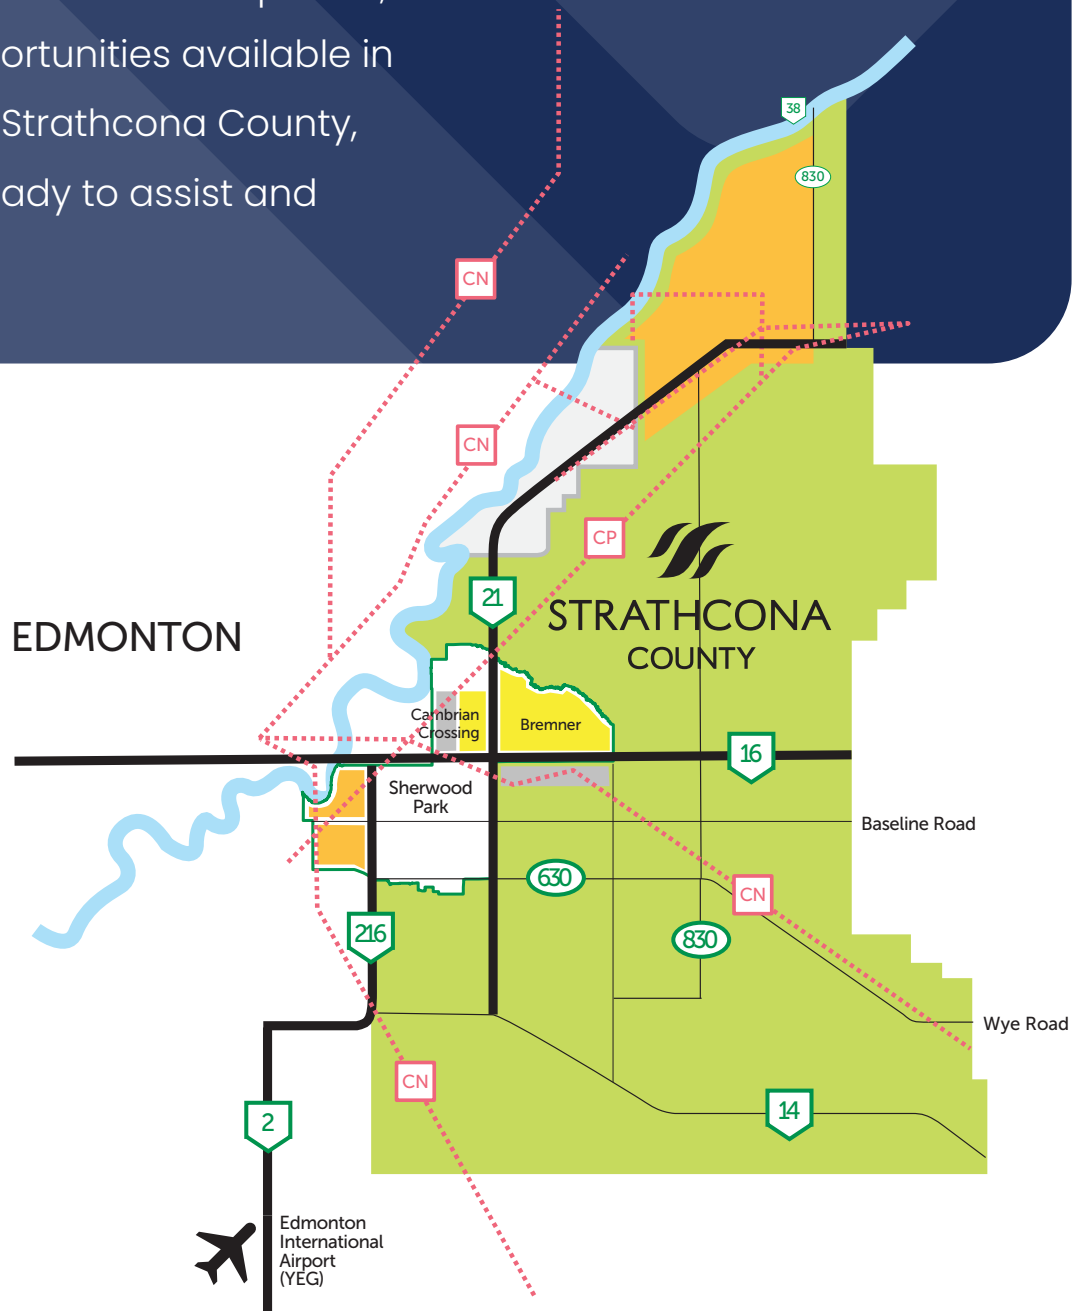 ortunities available in
Strathcona County,
ady to assist and
38
830
CN
CN
CP
21
STRATHCONA
COUNTY
EDMONTON
Cambrian
Crossing
Bremner
16
Sherwood
Park
Baseline Road
630
CN
216
830
Wye Road
CN
14
2
Edmonton
International
Airport
(YEG)